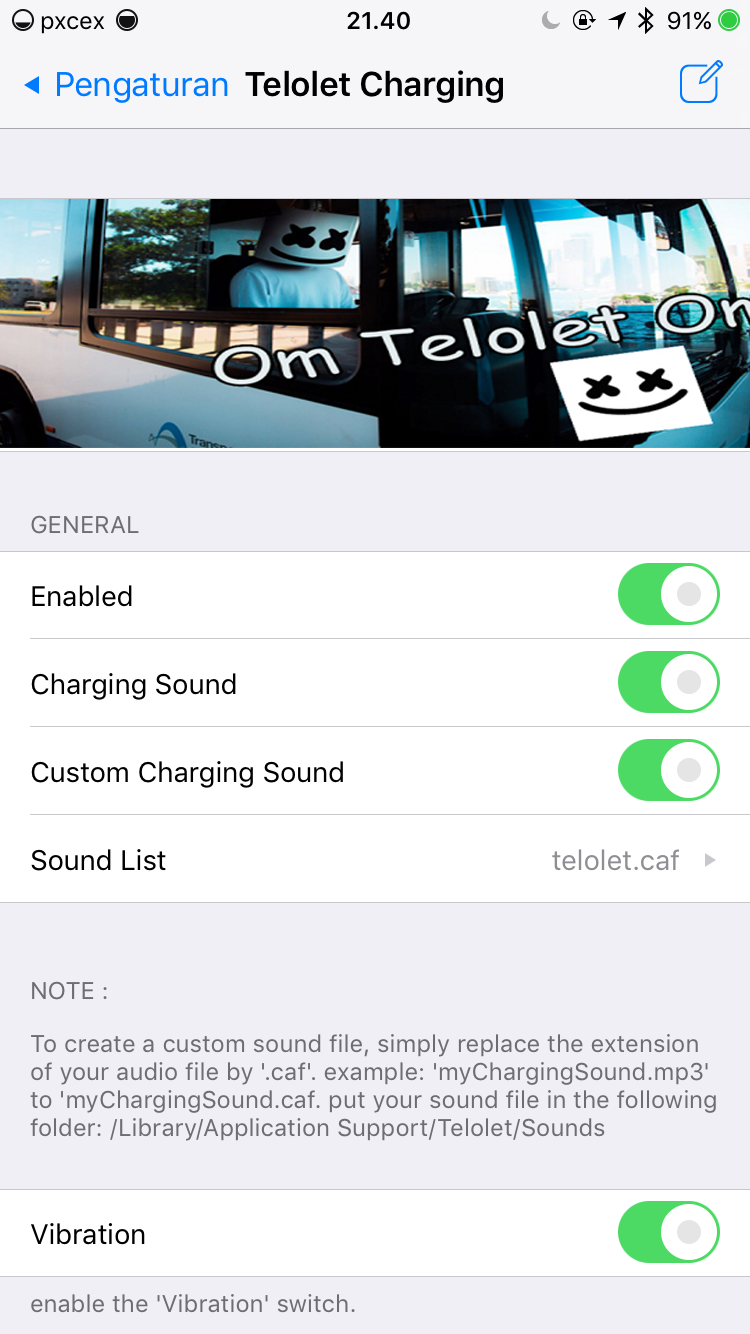 pxcex 21.40 91%
Pengaturan Telolet Charging
Om Telolet Om
GENERAL
Enabled
Charging Sound
Custom Charging Sound
Sound List telolet.caf
NOTE :
To create a custom sound file, simply replace the extension
of your audio file by '.caf'. example: 'myChargingSound.mp3'
to 'myChargingSound.caf. put your sound file in the following
folder: /Library/Application Support/Telolet/Sounds
Vibration
enable the 'Vibration' switch.